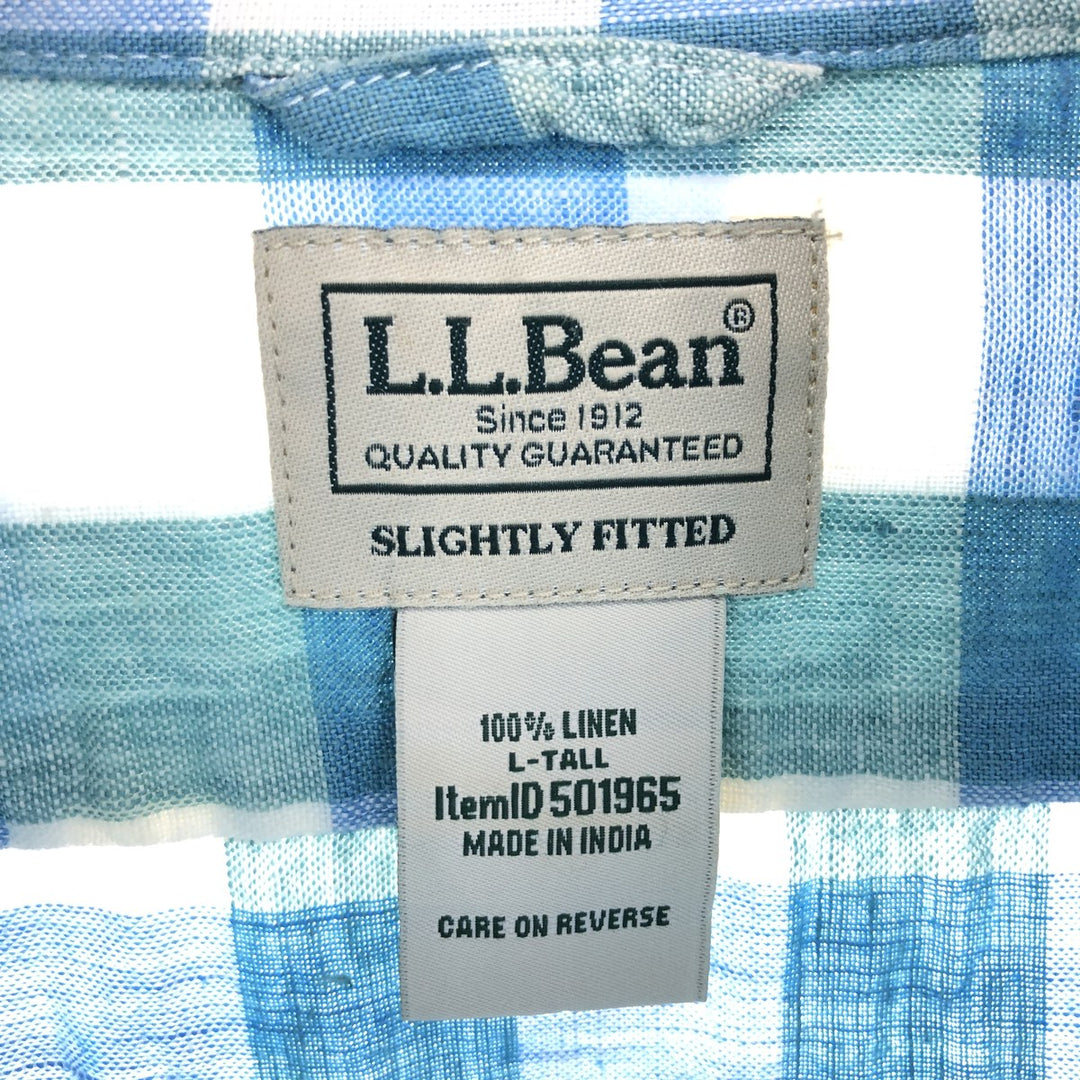 L.L.Bean®
Since 1912
QUALITY GUARANTEED
SLIGHTLY FITTED
100% LINEN
L-TALL
ItemID 501965
MADE IN INDIA
CARE ON REVERSE